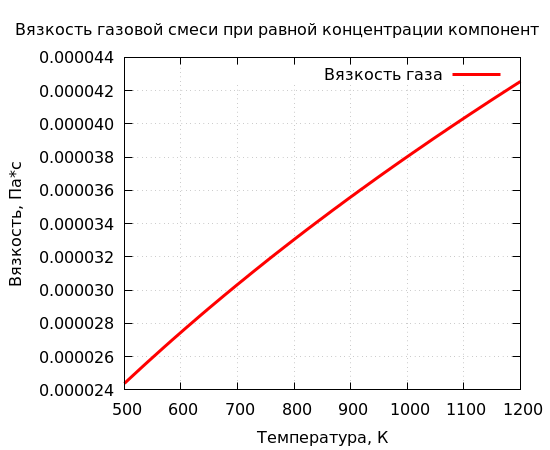 Вязкость газовой смеси при равной концентрации компонент
Вязкость газа
0.000044
0.000042
0.000040
0.000038
0.000036
0.000034
0.000032
0.000030
0.000028
0.000026
0.000024
Вязкость, Па*с
500 600 700 800 900 1000 1100 1200
Температура, К